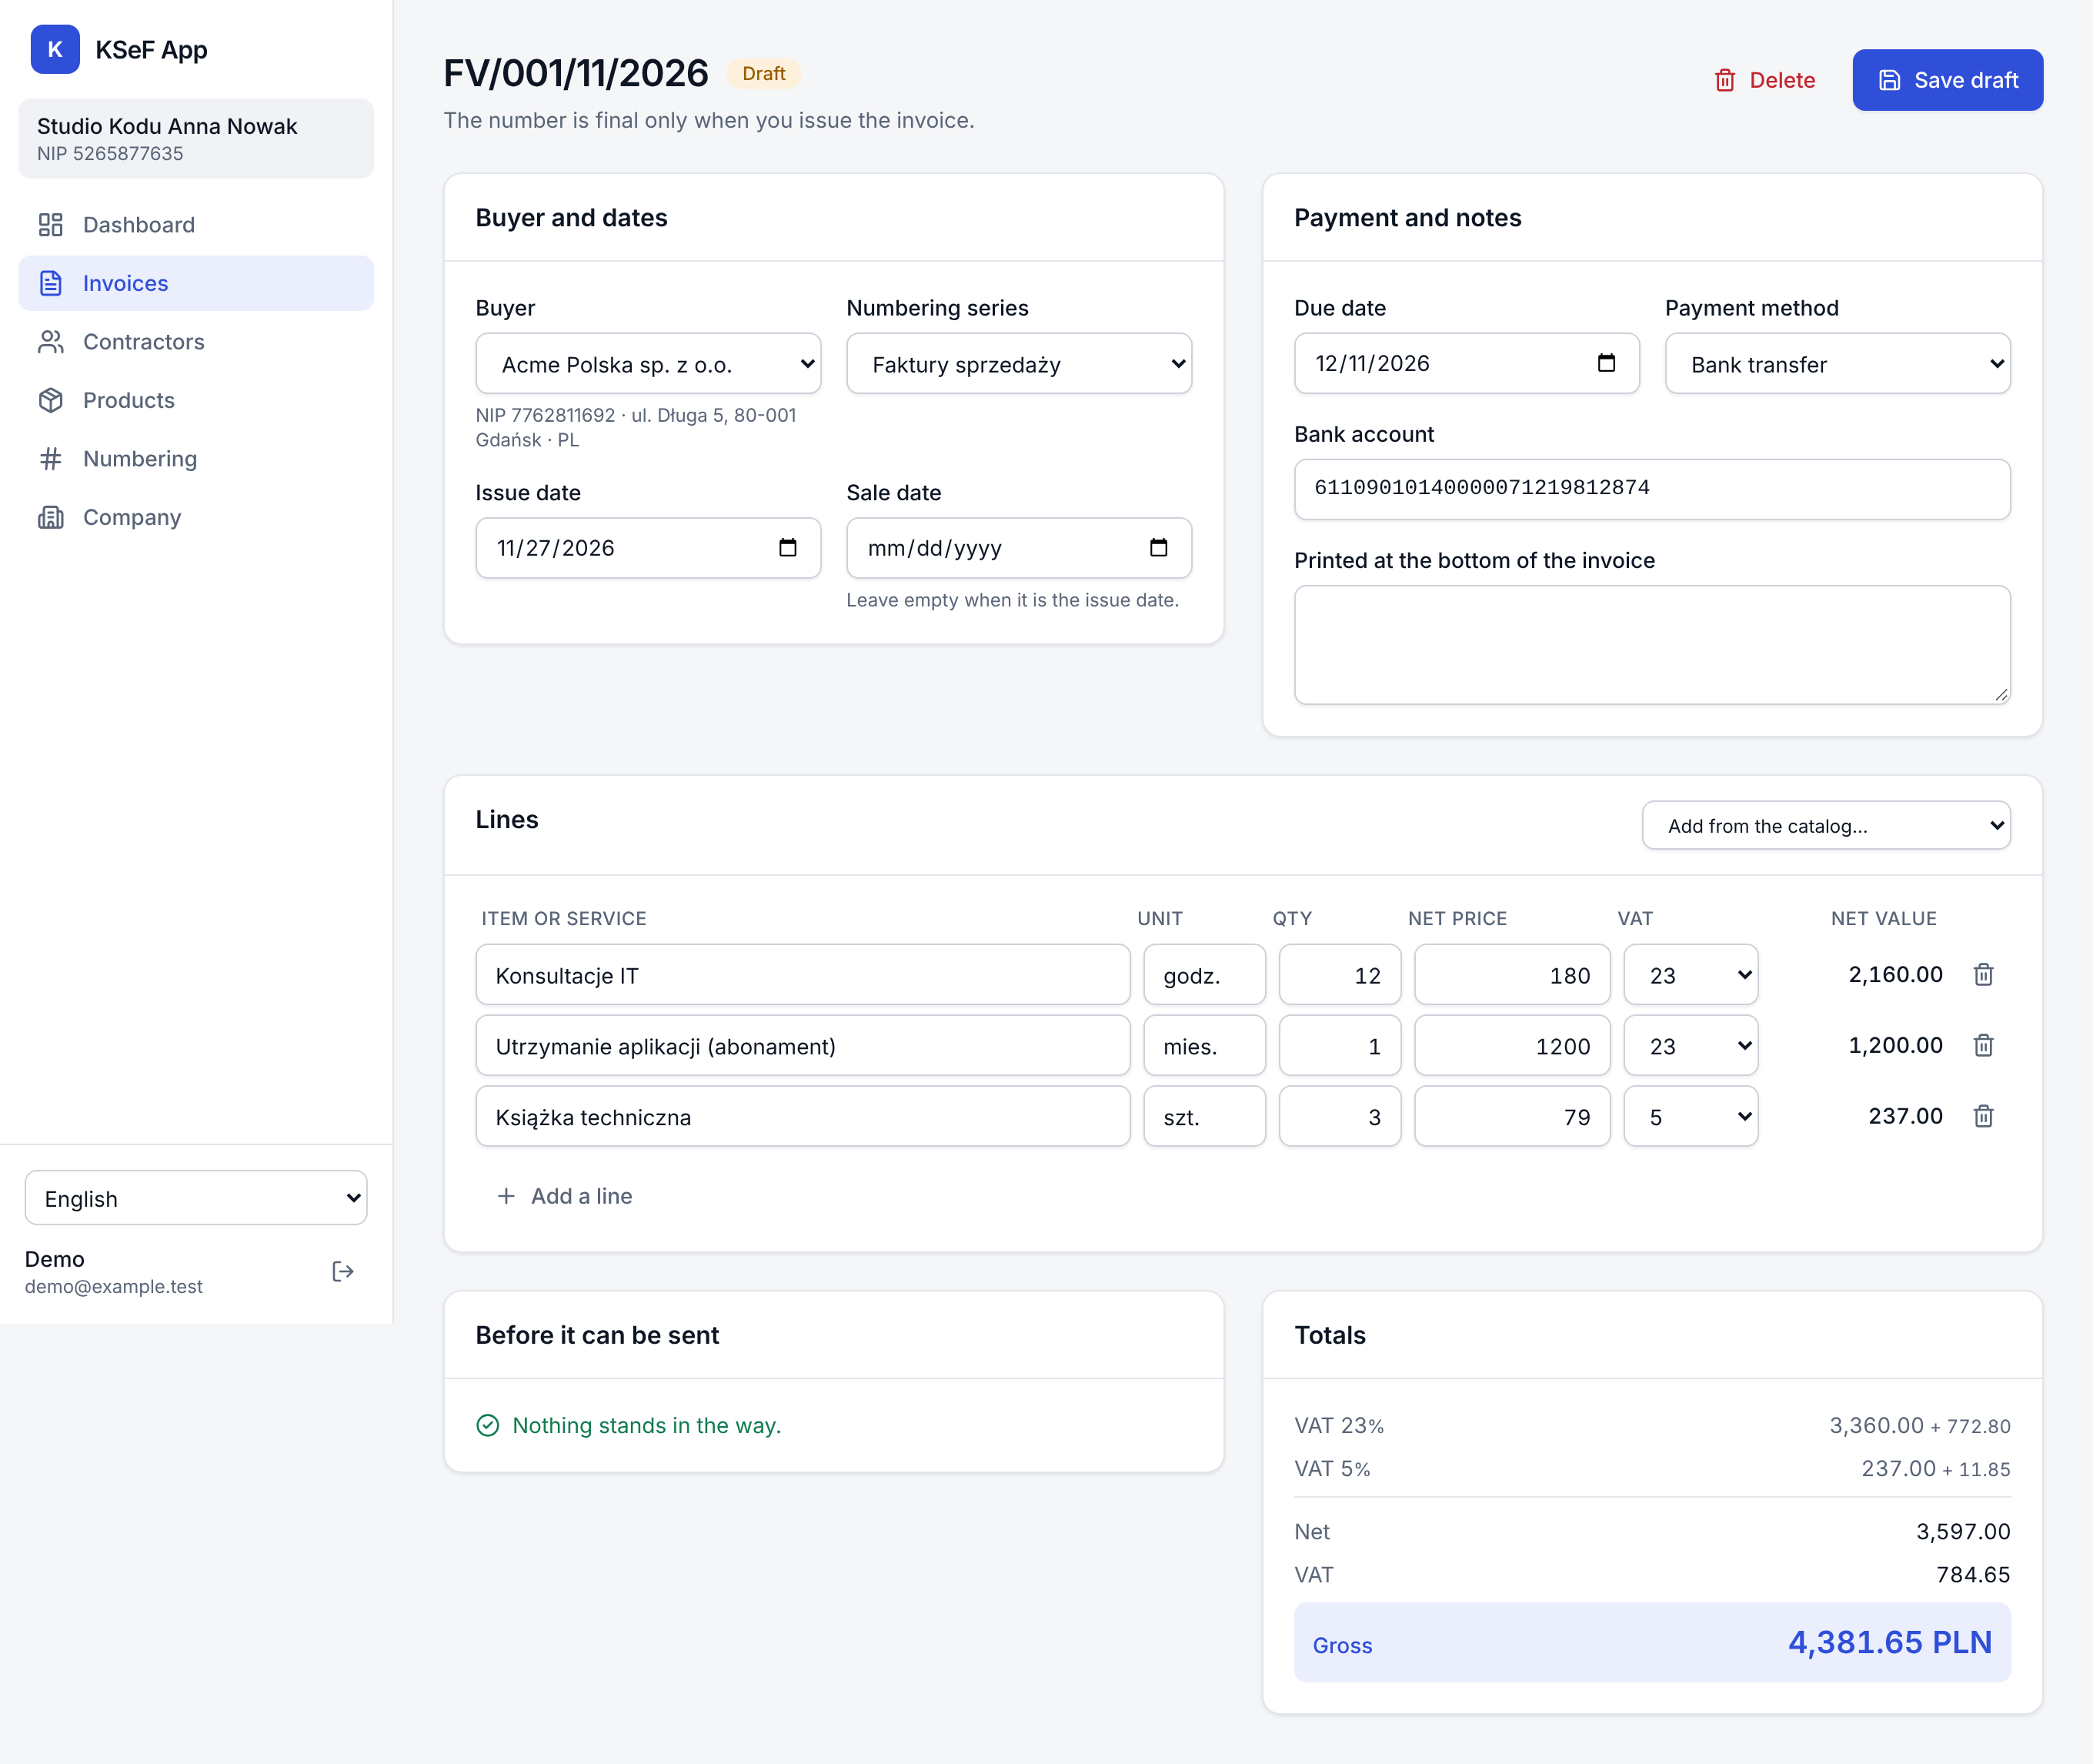 K
KSeF App
Studio Kodu Anna Nowak
NIP 5265877635
Dashboard
Invoices
Contractors
Products
Numbering
Company
English
Demo
demo@example.test
FV/001/11/2026 Draft
The number is final only when you issue the invoice.
Delete
Save draft
Buyer and dates
Buyer
Numbering series
Acme Polska sp. z o.o.
Faktury sprzedaży
NIP 7762811692 · ul. Długa 5, 80-001
Gdańsk · PL
Issue date
Sale date
11/27/2026
mm/dd/yyyy
Leave empty when it is the issue date.
Payment and notes
Due date
Payment method
12/11/2026
Bank transfer
Bank account
61109010140000071219812874
Printed at the bottom of the invoice
Lines
Add from the catalog...
ITEM OR SERVICE UNIT QTY NET PRICE VAT NET VALUE
Konsultacje IT godz. 12 180 23 2,160.00
Utrzymanie aplikacji (abonament) mies. 1 1200 23 1,200.00
Książka techniczna szt. 3 79 5 237.00
Add a line
Before it can be sent
Nothing stands in the way.
Totals
VAT 23% 3,360.00 + 772.80
VAT 5% 237.00 + 11.85
Net 3,597.00
VAT 784.65
Gross 4,381.65 PLN